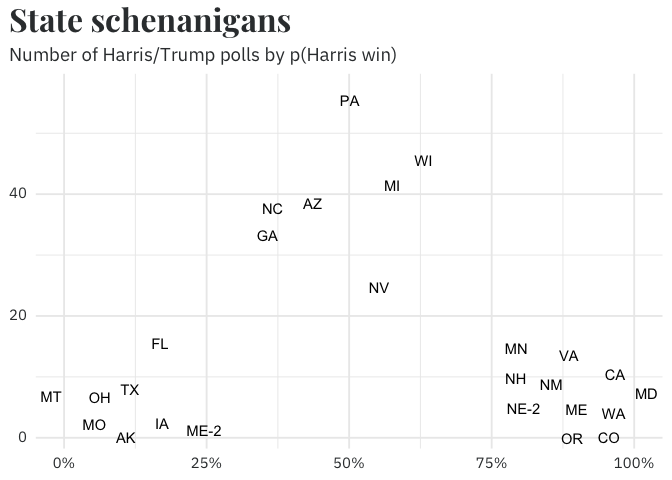 State schenanigans
Number of Harris/Trump polls by p(Harris win)
PA
WI
MI
40
NC
AZ
GA
NV
20
FL
MN
VA
NH
NM
CA
MT
OH
TX
MD
NE-2
ME
WA
MO
IA
ME-2
AK
OR
CO
0
0%
25%
50%
75%
100%